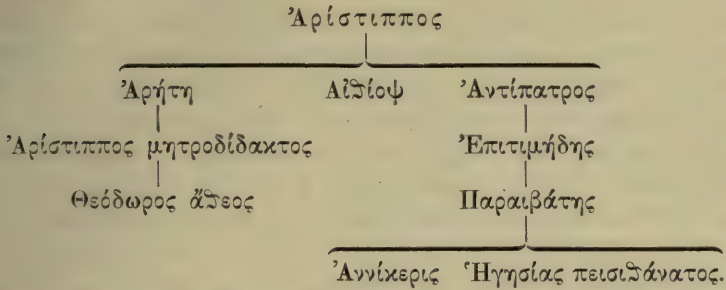 Ἀρίστιππος
Ἀρήτη Αἰϑίοψ Ἀντίπατρος
Ἀρίστιππος μητροδίδακτος Ἐπιτιμήδης
Θεόδωρος ἄϑεος Παραιβάτης
Ἀννίκερις Ἡγησίας πεισιϑάνατος.